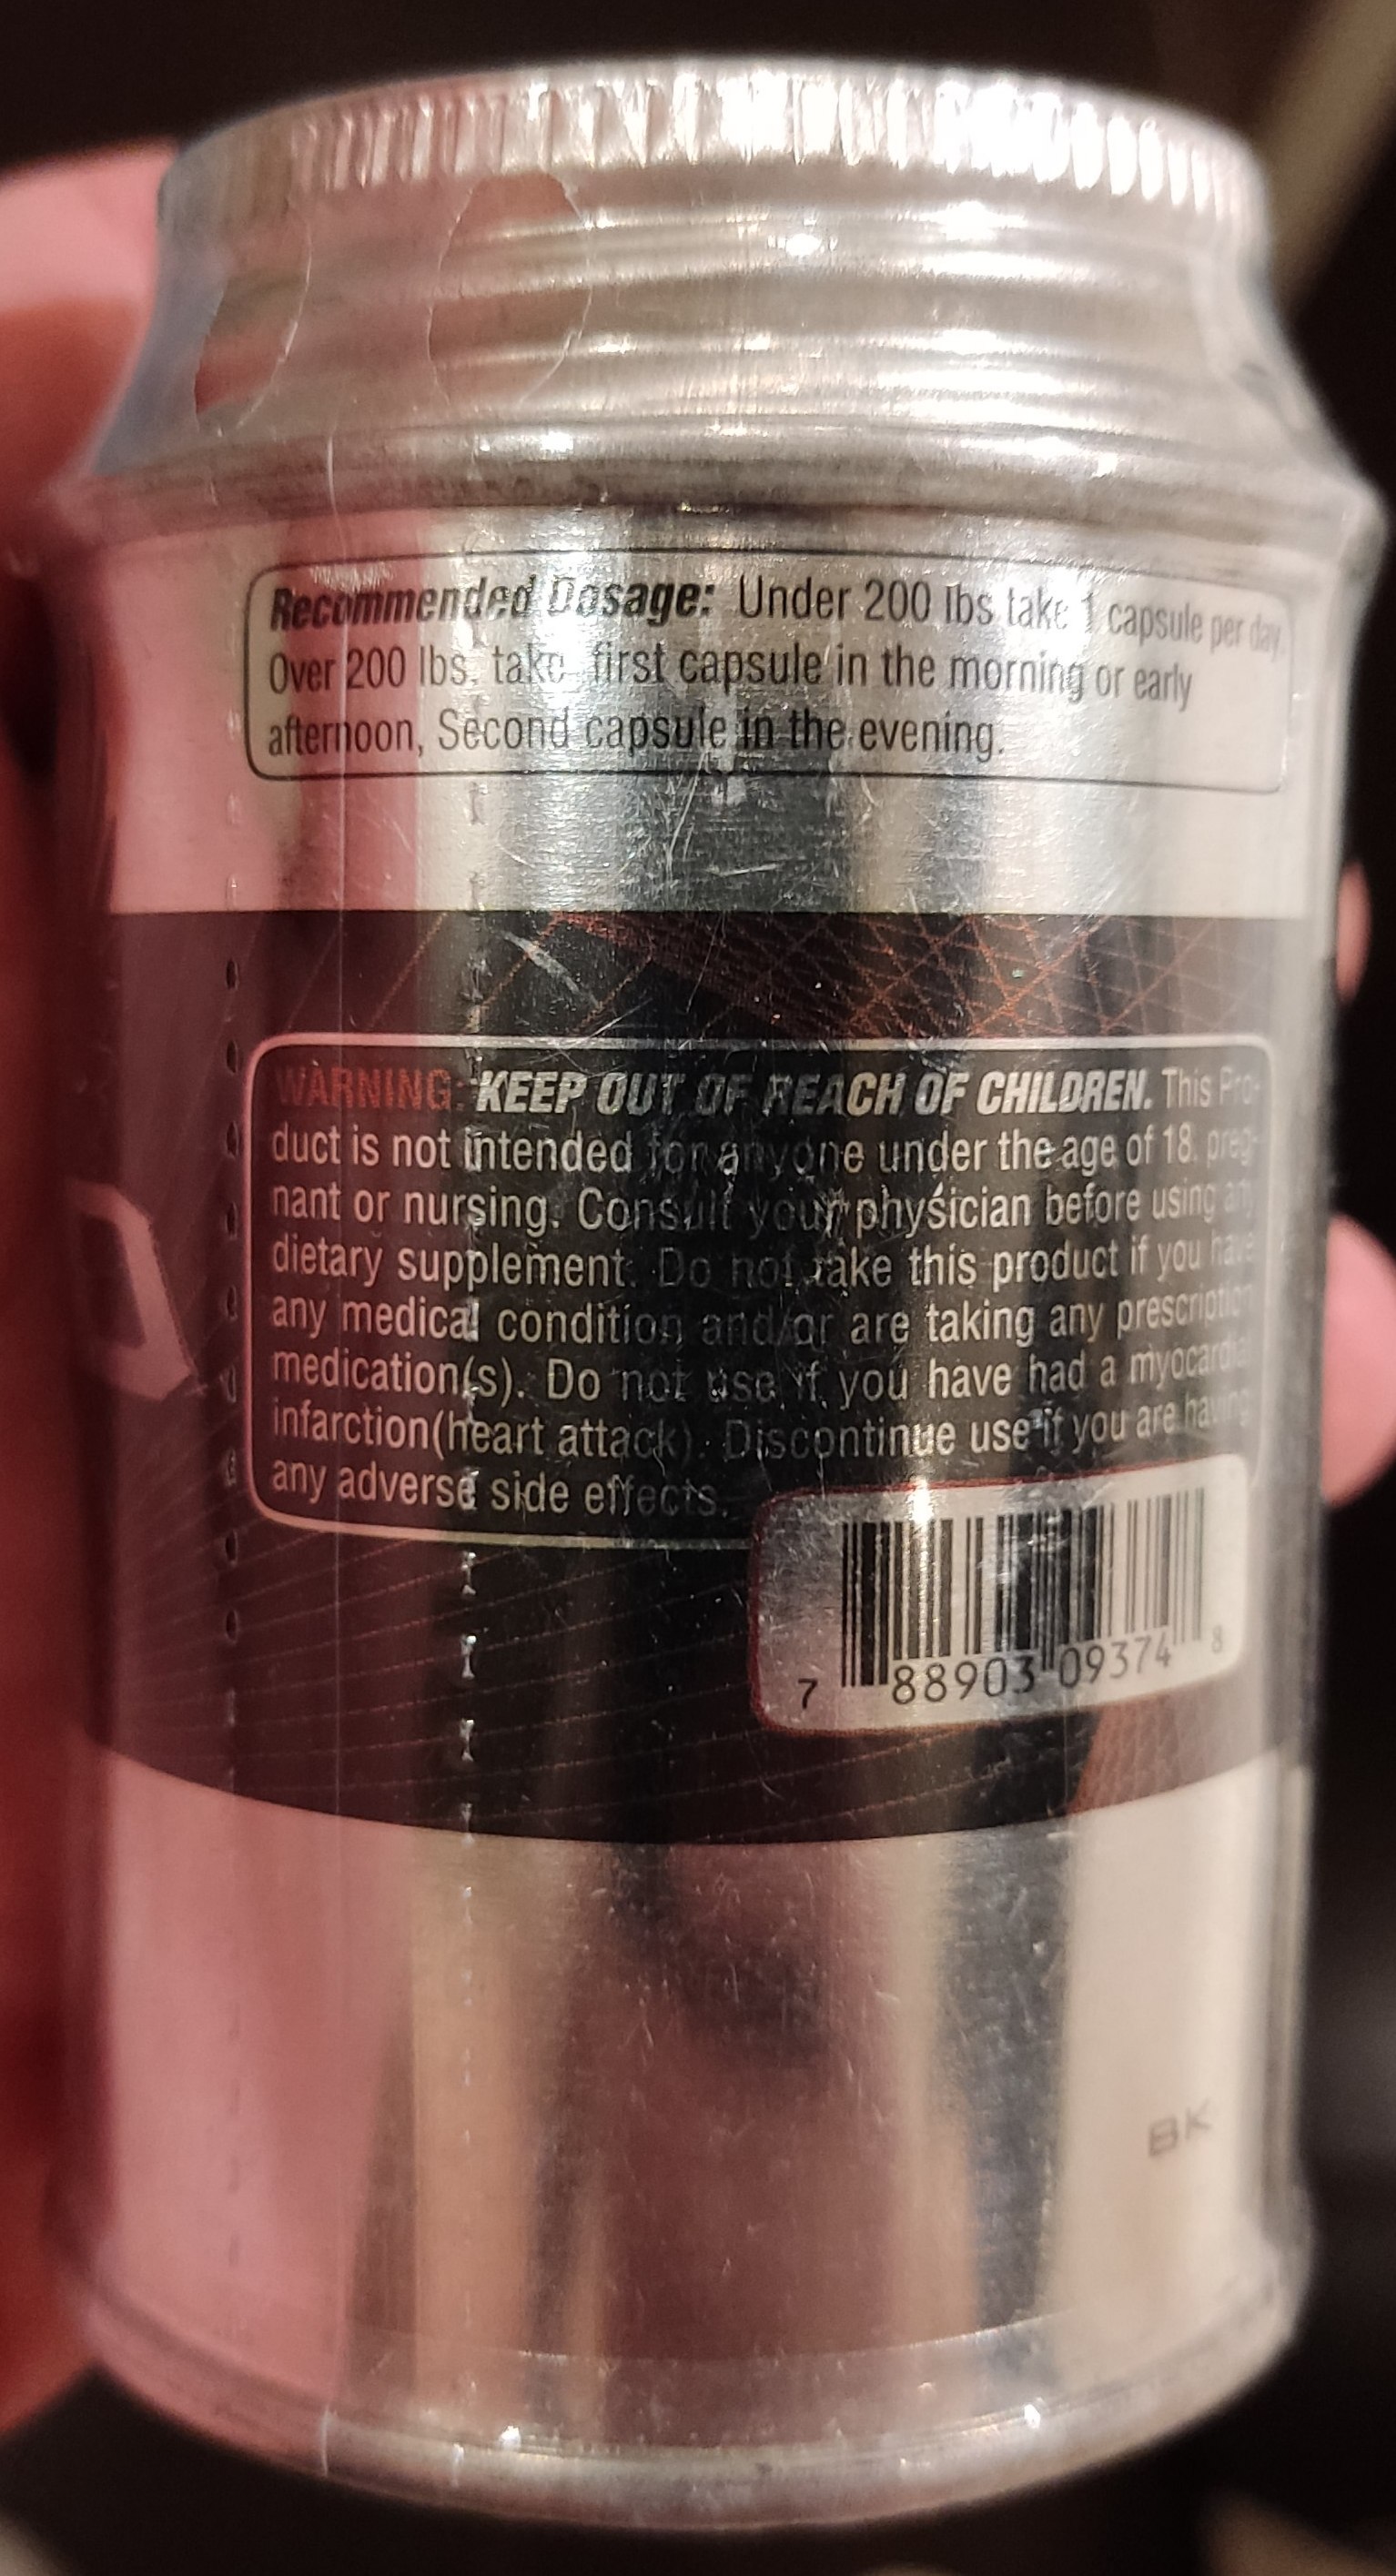 Recommended Dosage: Under 200 lbs take 1 capsule per day.
Over 200 lbs. take first capsule in the morning or early
afternoon, Second capsule in the evening.
WARNING: KEEP OUT OF REACH OF CHILDREN. This Pro-
duct is not intended for anyone under the age of 18, preg-
nant or nursing. Consult your physician before using any
dietary supplement. Do not take this product if you have
any medical condition and/or are taking any prescription
medication(s). Do not use if you have had a myocardial
infarction(heart attack). Discontinue use if you are having
any adverse side effects.
7 88903 09374 8
BK